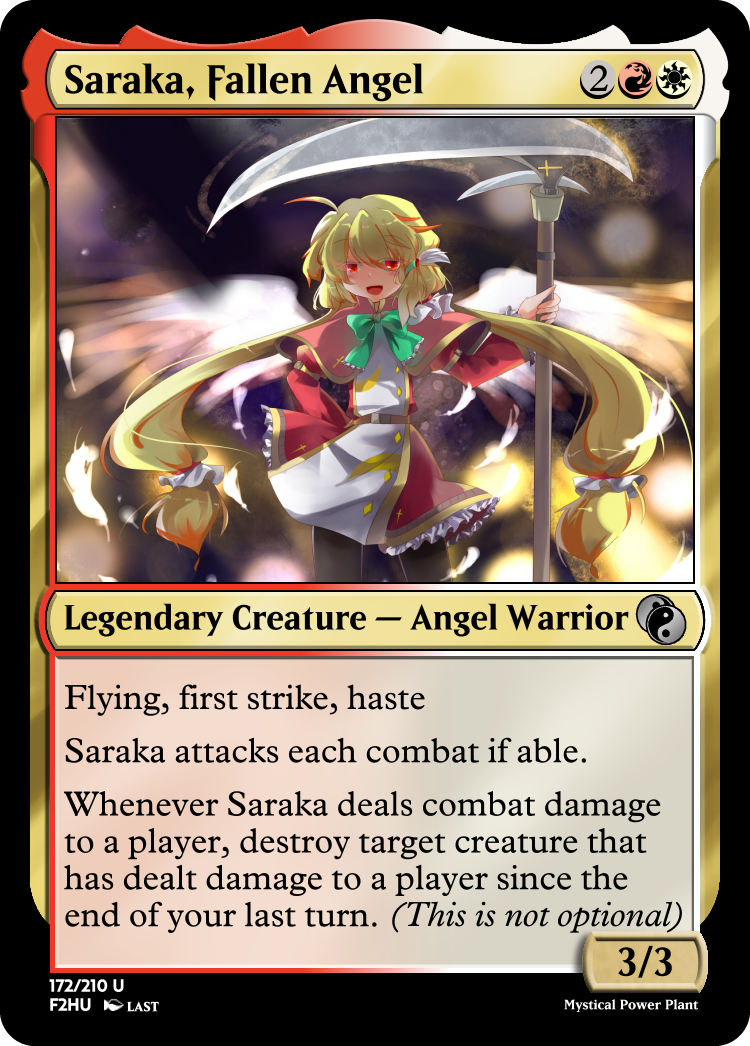 Saraka, Fallen Angel 2
Legendary Creature — Angel Warrior
Flying, first strike, haste
Saraka attacks each combat if able.
Whenever Saraka deals combat damage
to a player, destroy target creature that
has dealt damage to a player since the
end of your last turn. (This is not optional)
3/3
172/210 U
F2HU LAST
Mystical Power Plant